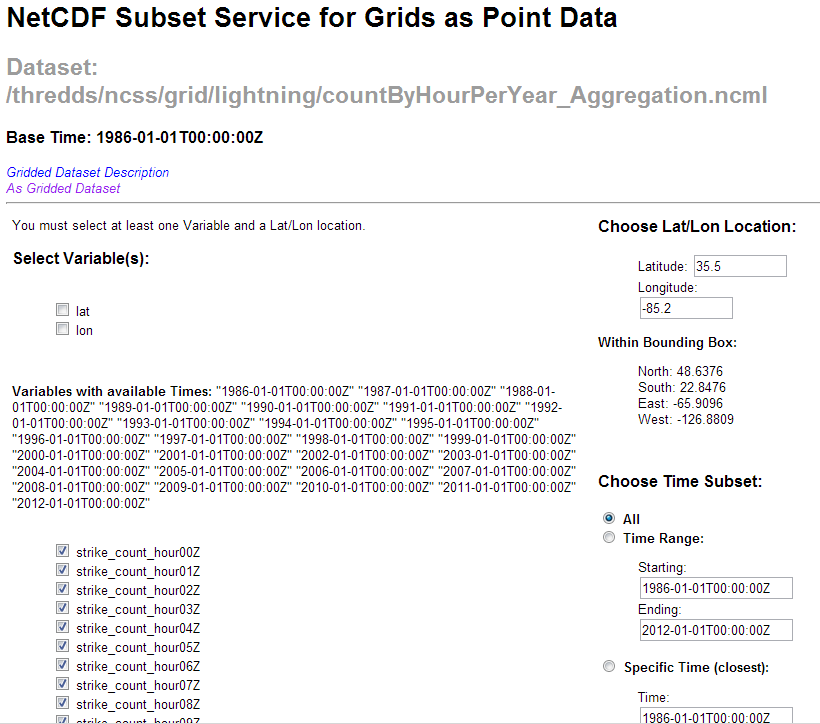 NetCDF Subset Service for Grids as Point Data
Dataset:
/thredds/ncss/grid/lightning/countByHourPerYear_Aggregation.ncml
Base Time: 1986-01-01T00:00:00Z
Gridded Dataset Description
As Gridded Dataset
You must select at least one Variable and a Lat/Lon location.
Select Variable(s):
lat
lon
Variables with available Times: "1986-01-01T00:00:00Z" "1987-01-01T00:00:00Z" "1988-01-
01T00:00:00Z" "1989-01-01T00:00:00Z" "1990-01-01T00:00:00Z" "1991-01-01T00:00:00Z" "1992-
01-01T00:00:00Z" "1993-01-01T00:00:00Z" "1994-01-01T00:00:00Z" "1995-01-01T00:00:00Z"
"1996-01-01T00:00:00Z" "1997-01-01T00:00:00Z" "1998-01-01T00:00:00Z" "1999-01-01T00:00:00Z"
"2000-01-01T00:00:00Z" "2001-01-01T00:00:00Z" "2002-01-01T00:00:00Z" "2003-01-01T00:00:00Z"
"2004-01-01T00:00:00Z" "2005-01-01T00:00:00Z" "2006-01-01T00:00:00Z" "2007-01-01T00:00:00Z"
"2008-01-01T00:00:00Z" "2009-01-01T00:00:00Z" "2010-01-01T00:00:00Z" "2011-01-01T00:00:00Z"
"2012-01-01T00:00:00Z"
strike_count_hour00Z
strike_count_hour01Z
strike_count_hour02Z
strike_count_hour03Z
strike_count_hour04Z
strike_count_hour05Z
strike_count_hour06Z
strike_count_hour07Z
strike_count_hour08Z
strike_count_hour09Z
Choose Lat/Lon Location:
Latitude: 35.5
Longitude:
-85.2
Within Bounding Box:
North: 48.6376
South: 22.8476
East: -65.9096
West: -126.8809
Choose Time Subset:
All
Time Range:
Starting:
1986-01-01T00:00:00Z
Ending:
2012-01-01T00:00:00Z
Specific Time (closest):
Time:
1986-01-01T00:00:00Z